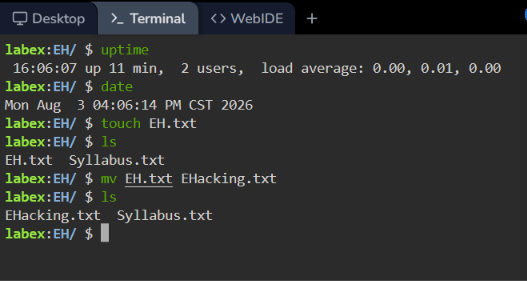 Desktop >_ Terminal <> WebIDE +
labex:EH/ $ uptime
 16:06:07 up 11 min,  2 users,  load average: 0.00, 0.01, 0.00
labex:EH/ $ date
Mon Aug  3 04:06:14 PM CST 2026
labex:EH/ $ touch EH.txt
labex:EH/ $ ls
EH.txt  Syllabus.txt
labex:EH/ $ mv EH.txt EHacking.txt
labex:EH/ $ ls
EHacking.txt  Syllabus.txt
labex:EH/ $